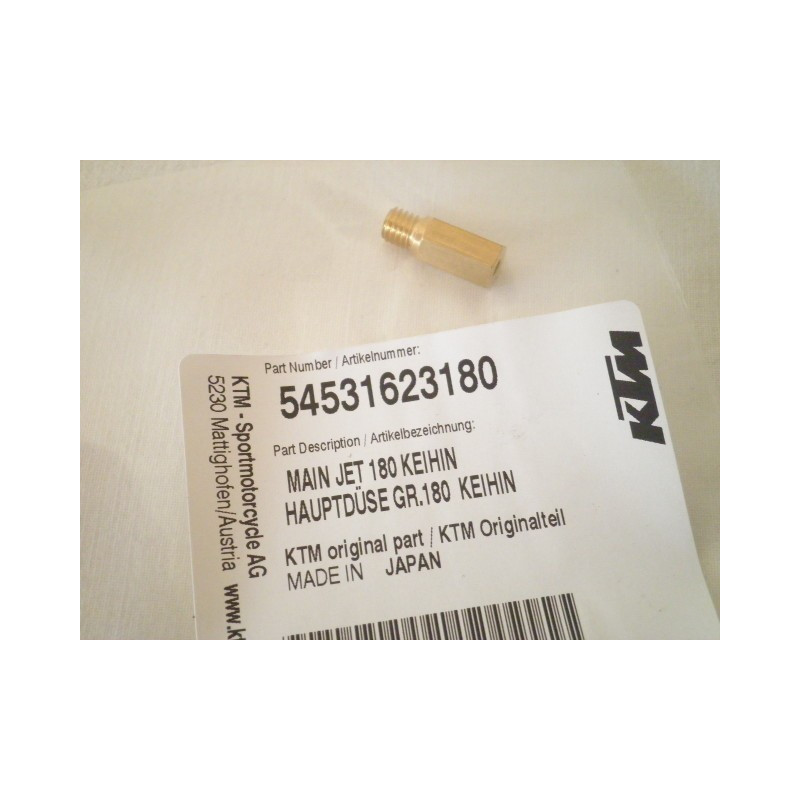 Part Number / Artikelnummer:
54531623180
Part Description / Artikelbezeichnung:
MAIN JET 180 KEIHIN
HAUPTDÜSE GR.180 KEIHIN
KTM original part / KTM Originalteil
MADE IN JAPAN
KTM
KTM - Sportmotorcycle AG
5230 Mattighofen/Austria